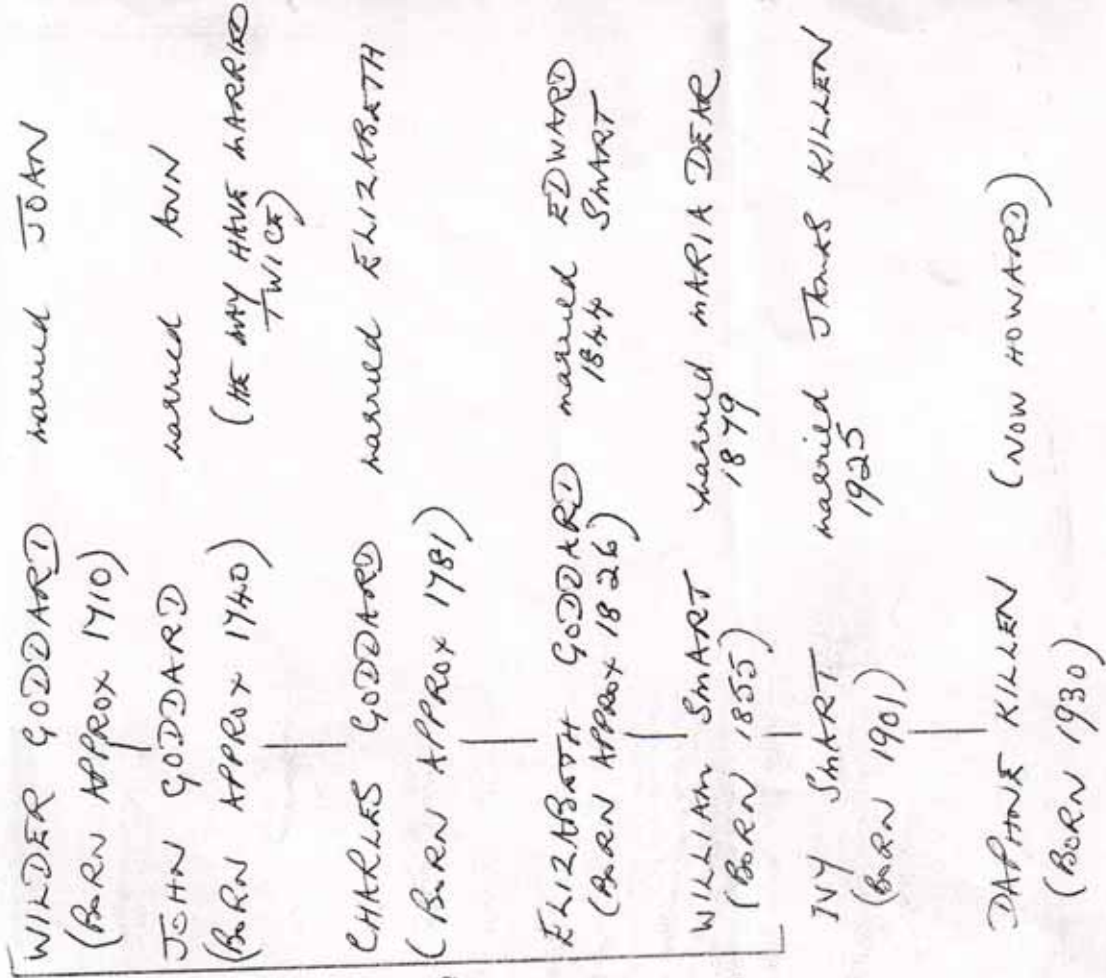 WILDER GODDARD married JOAN
(BORN APPROX 1710)
JOHN GODDARD married ANN
(BORN APPROX 1740) (HE MAY HAVE MARRIED
TWICE)
CHARLES GODDARD married ELIZABETH
(BORN APPROX 1781)
ELIZABETH GODDARD married EDWARD
(BORN APPROX 1826) 1844 SMART
WILLIAM SMART married MARIA DEAR
(BORN 1855) 1879
IVY SMART married JAMES KILLEN
(BORN 1901) 1925
DAPHNE KILLEN (NOW HOWARD)
(BORN 1930)